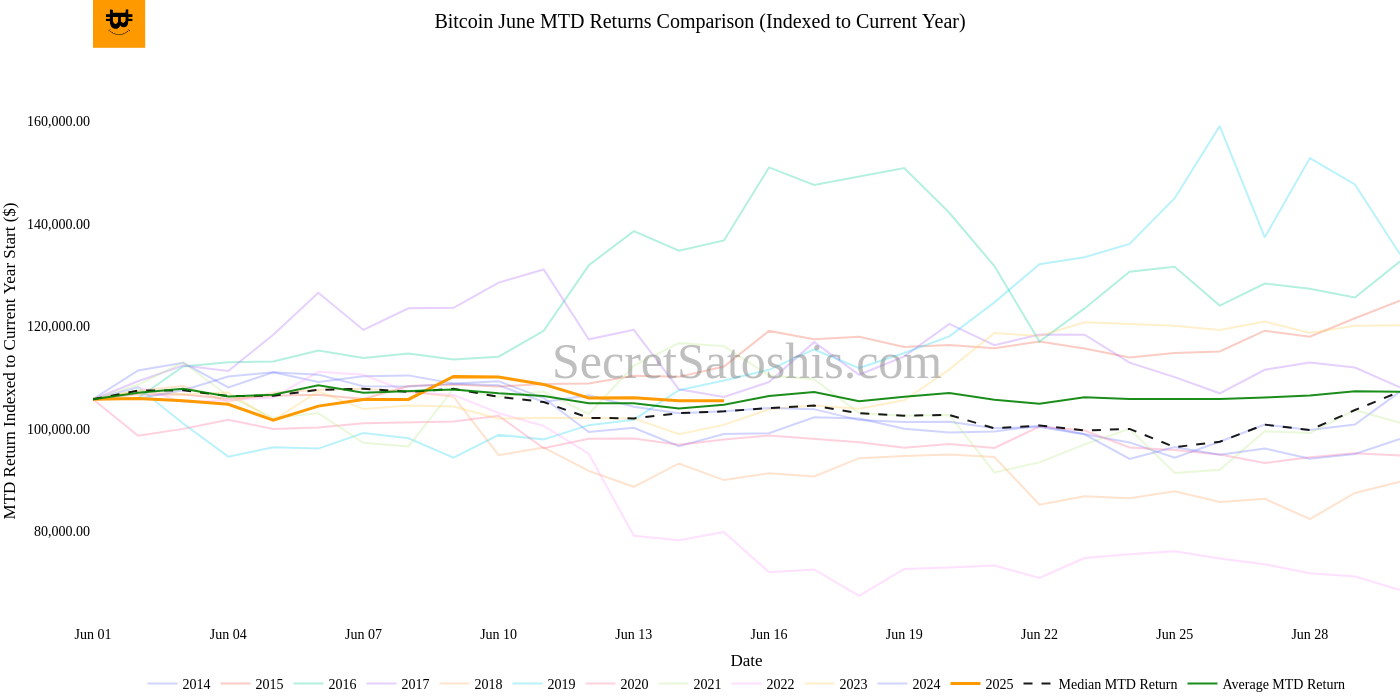 Bitcoin June MTD Returns Comparison (Indexed to Current Year)
MTD Return Indexed to Current Year Start ($)
160,000.00
140,000.00
120,000.00
100,000.00
80,000.00
SecretSatoshis.com
Jun 01 Jun 04 Jun 07 Jun 10 Jun 13 Jun 16 Jun 19 Jun 22 Jun 25 Jun 28
Date
2014 2015 2016 2017 2018 2019 2020 2021 2022 2023 2024 2025 Median MTD Return Average MTD Return